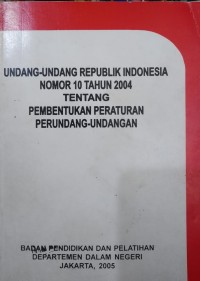 UNDANG-UNDANG REPUBLIK INDONESIA
NOMOR 10 TAHUN 2004
TENTANG
PEMBENTUKAN PERATURAN
PERUNDANG-UNDANGAN
BADAN PENDIDIKAN DAN PELATIHAN
DEPARTEMEN DALAM NEGERI
JAKARTA, 2005